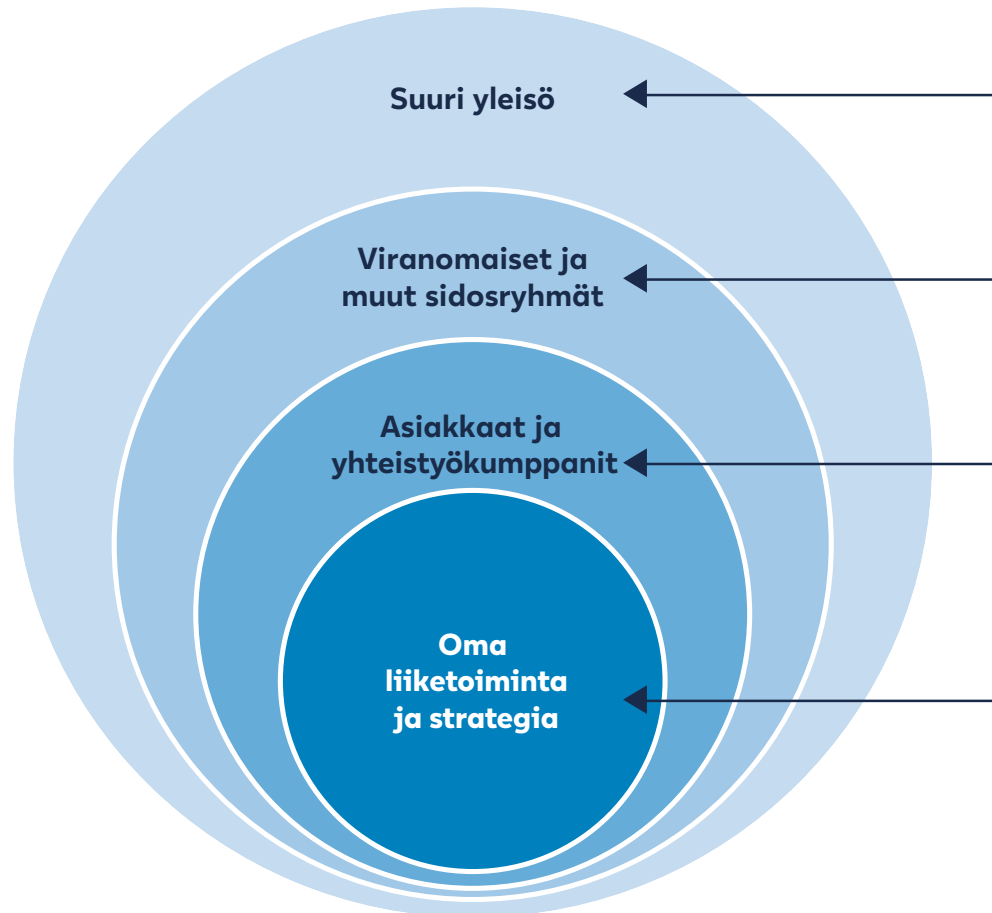 Suuri yleisö
Viranomaiset ja
muut sidosryhmät
Asiakkaat ja
yhteistyökumppanit
Oma
liiketoiminta
ja strategia